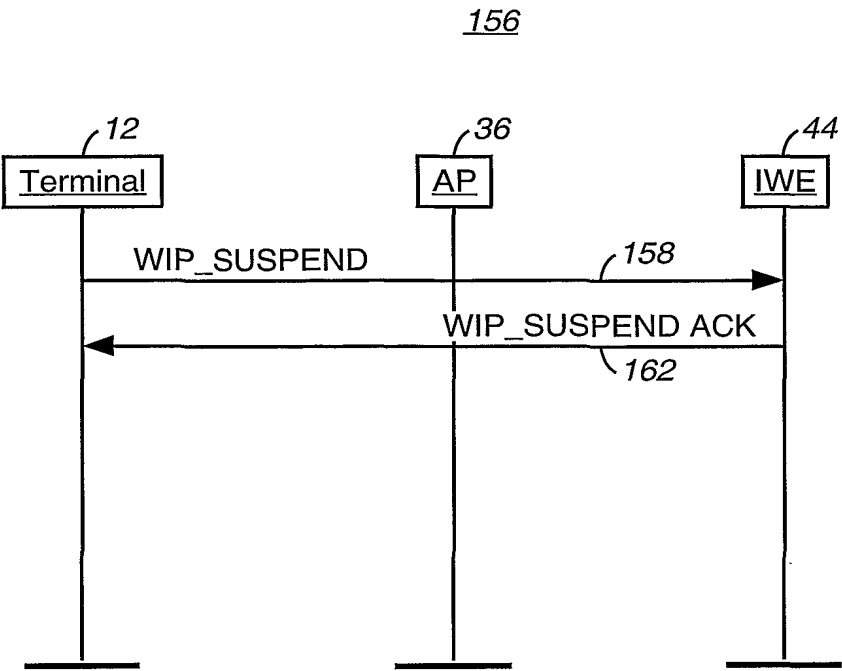 156
12
36
44
Terminal
AP
IWE
WIP_SUSPEND
158
WIP_SUSPEND ACK
162